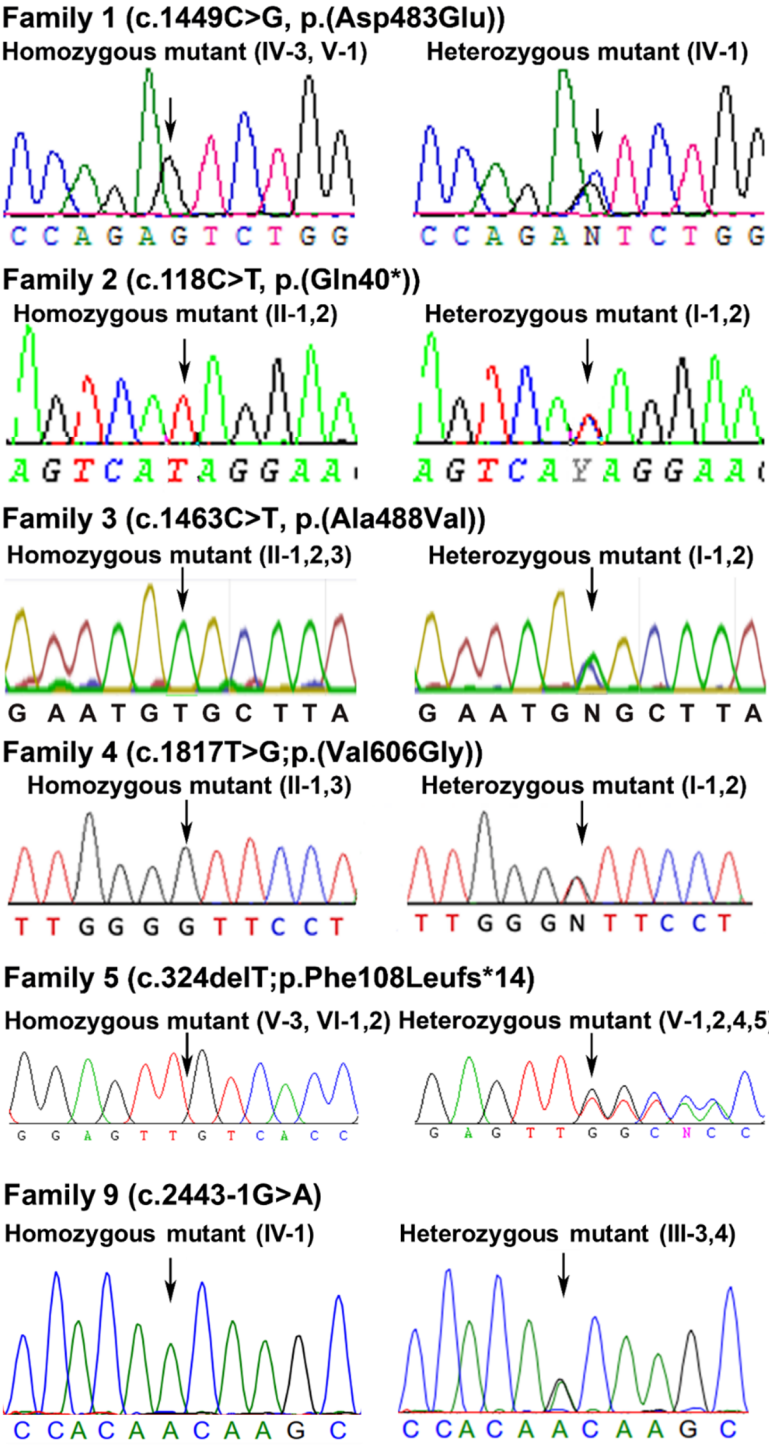 Family 1 (c.1449C>G, p.(Asp483Glu))
Homozygous mutant (IV-3, V-1) Heterozygous mutant (IV-1)
C C A G A G T C T G G C C A G A N T C T G G
Family 2 (c.118C>T, p.(Gln40*))
Homozygous mutant (II-1,2) Heterozygous mutant (I-1,2)
A G T C A T A G G A A A G T C A Y A G G A A
Family 3 (c.1463C>T, p.(Ala488Val))
Homozygous mutant (II-1,2,3) Heterozygous mutant (I-1,2)
G A A T G T G C T T A G A A T G N G C T T A
Family 4 (c.1817T>G;p.(Val606Gly))
Homozygous mutant (II-1,3) Heterozygous mutant (I-1,2)
T T G G G G T T C C T T T G G G N T T C C T
Family 5 (c.324delT;p.Phe108Leufs*14)
Homozygous mutant (V-3, VI-1,2) Heterozygous mutant (V-1,2,4,5)
G G A G T T G T C A C C G A G T T G G C N C C
Family 9 (c.2443-1G>A)
Homozygous mutant (IV-1) Heterozygous mutant (III-3,4)
C C A C A A C A A G C C C A C A A C A A G C